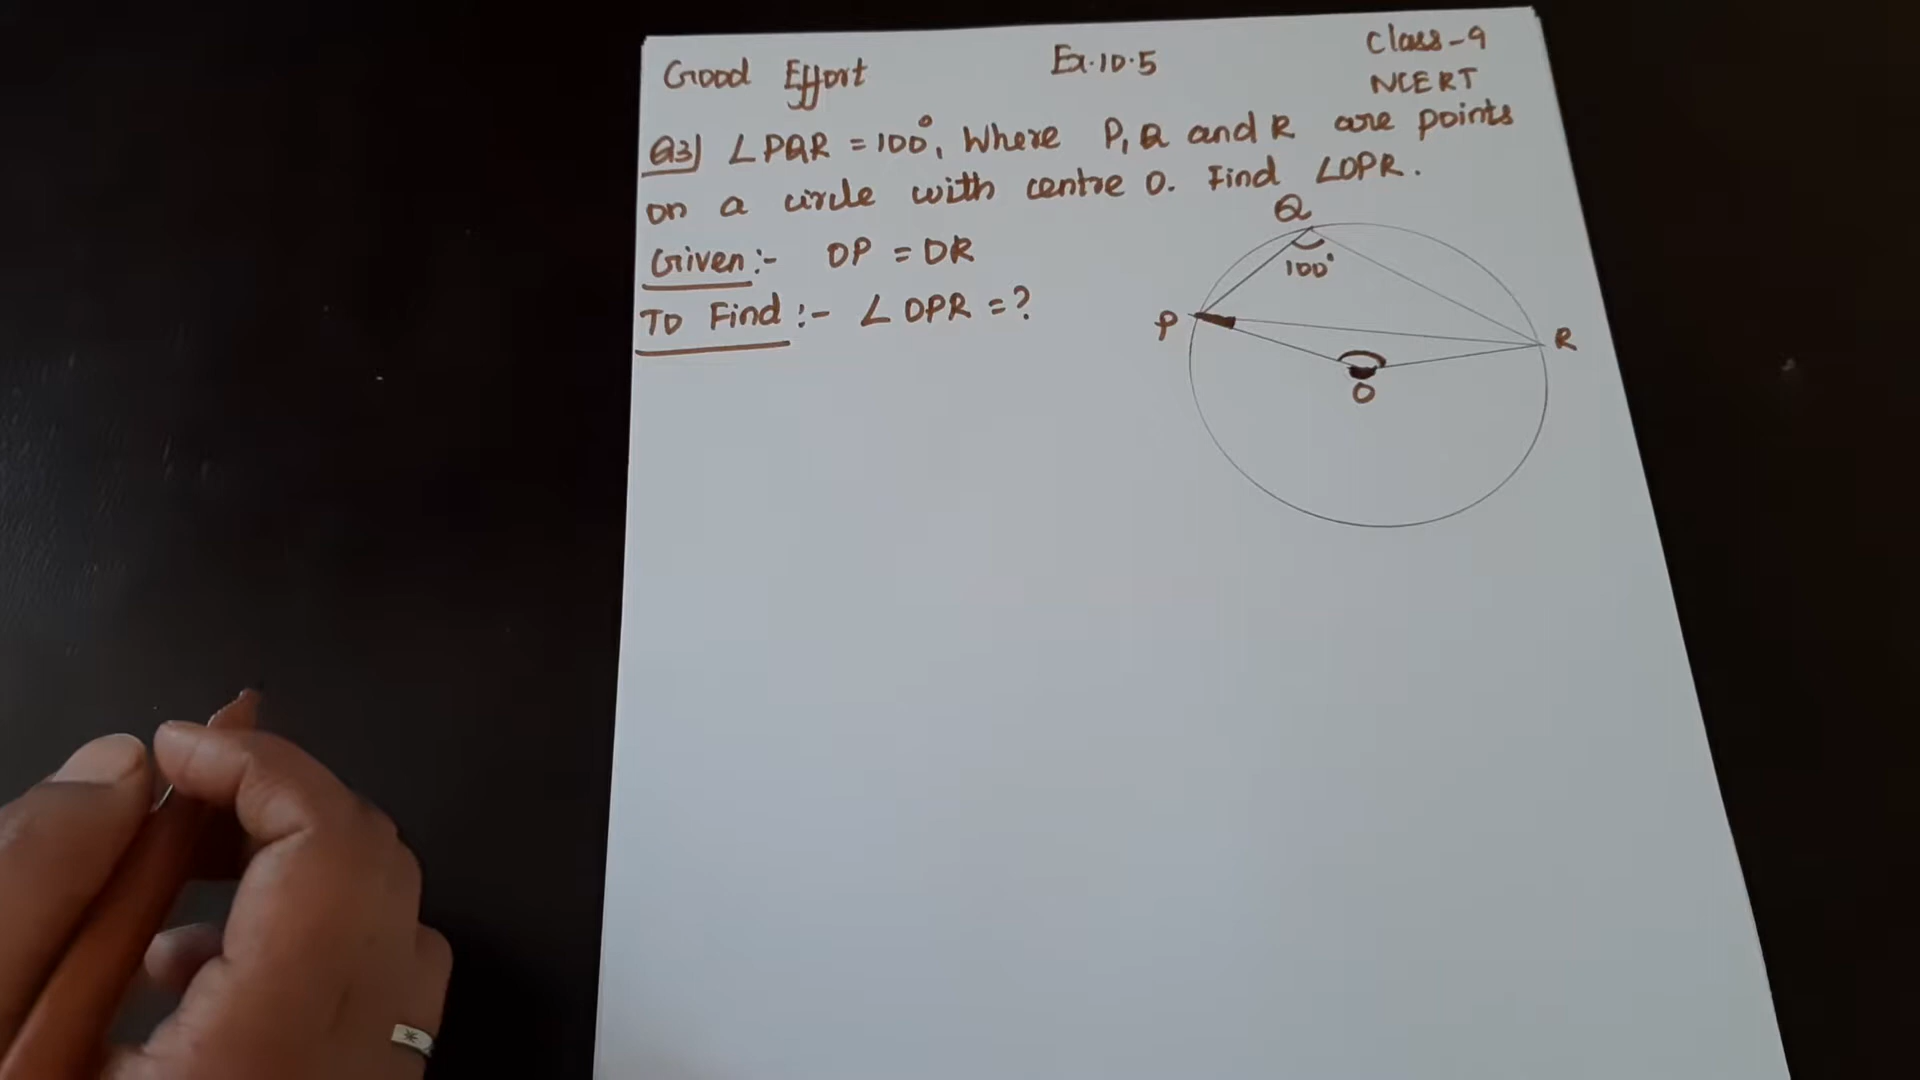 Good Effort
Ex.10.5
Class-9
NCERT
Q3) ∠PQR = 100°, Where P, Q and R are points
on a circle with centre O. Find ∠OPR.
Given:- OP = OR
To Find:- ∠OPR = ?
Q
100°
P
R
O